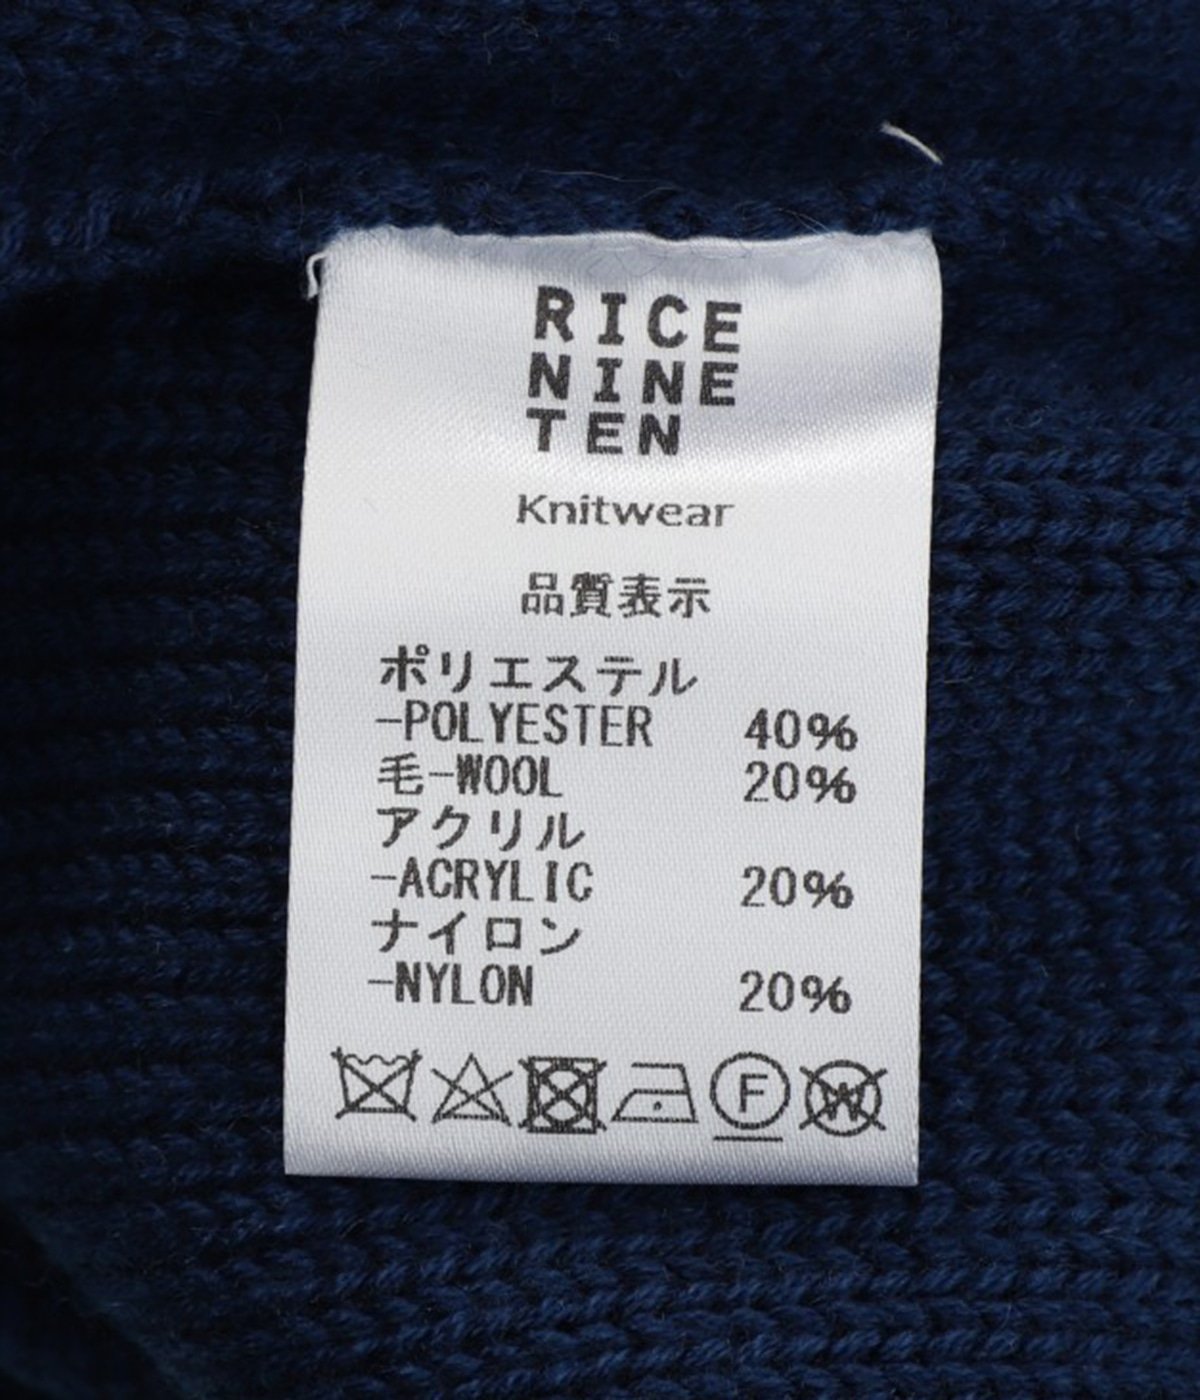 RICE
NINE
TEN
Knitwear
品質表示
ポリエステル
-POLYESTER 40%
毛-WOOL 20%
アクリル
-ACRYLIC 20%
ナイロン
-NYLON 20%
F W